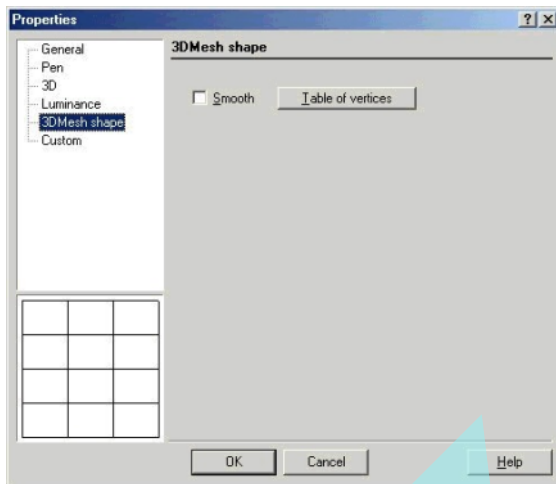 Properties
General
Pen
3D
Luminance
3DMesh shape
Custom
3DMesh shape
Smooth
Table of vertices
OK
Cancel
Help